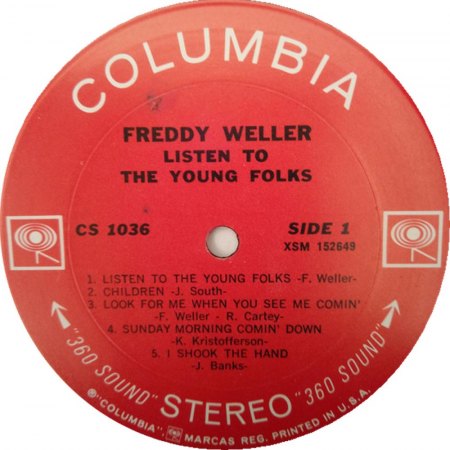 COLUMBIA
FREDDY WELLER
LISTEN TO
THE YOUNG FOLKS
CS 1036
SIDE 1
XSM 152649
1. LISTEN TO THE YOUNG FOLKS -F. Weller-
2. CHILDREN -J. South-
3. LOOK FOR ME WHEN YOU SEE ME COMIN'
-F. Weller - R. Cartey-
4. SUNDAY MORNING COMIN' DOWN
-K. Kristofferson-
5. I SHOOK THE HAND
-J. Banks-
"360 SOUND" STEREO "360 SOUND"
® "COLUMBIA", MARCAS REG. PRINTED IN U.S.A.